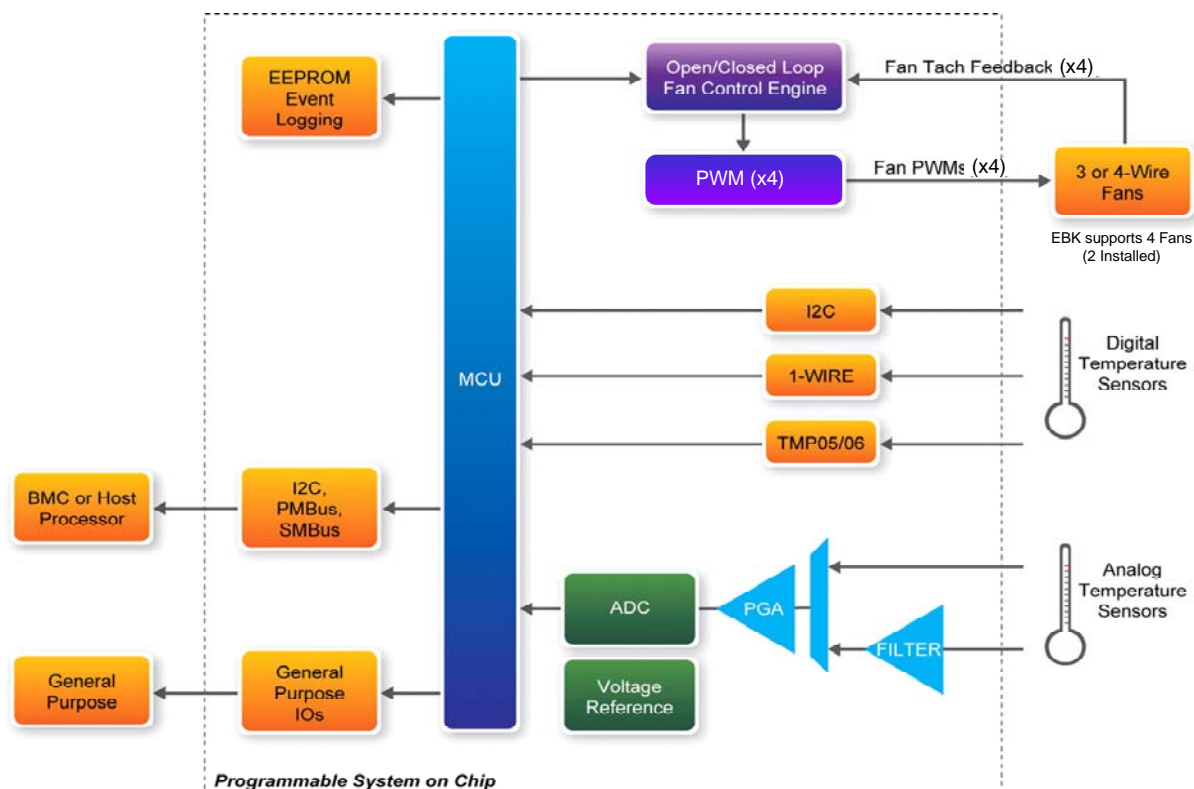 EEPROM
Event
Logging
Open/Closed Loop
Fan Control Engine
Fan Tach Feedback (x4)
PWM (x4)
Fan PWMs (x4)
3 or 4-Wire
Fans
EBK supports 4 Fans
(2 Installed)
MCU
I2C
1-WIRE
TMP05/06
Digital
Temperature
Sensors
BMC or Host
Processor
I2C,
PMBus,
SMBus
ADC
PGA
FILTER
Analog
Temperature
Sensors
Voltage
Reference
General
Purpose
General
Purpose
IOs
Programmable System on Chip